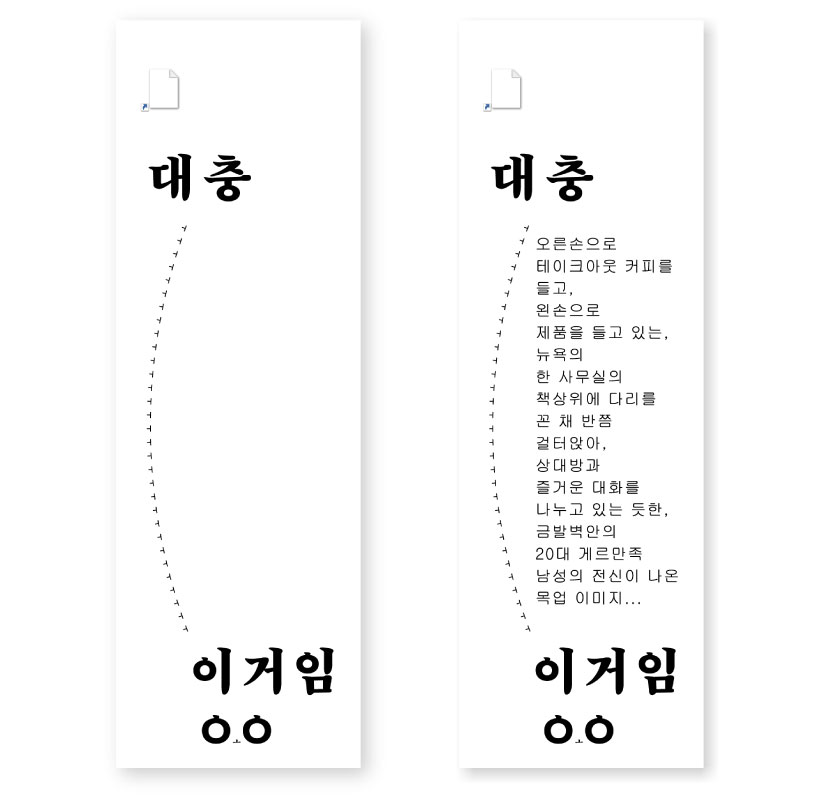 대충
이거임
ㅇㅗㅇ
대충
오른손으로
테이크아웃 커피를
들고,
왼손으로
제품을 들고 있는,
뉴욕의
한 사무실의
책상위에 다리를
꼰 채 반쯤
걸터앉아,
상대방과
즐거운 대화를
나누고 있는 듯한,
금발벽안의
20대 게르만족
남성의 전신이 나온
목업 이미지...
이거임
ㅇㅗㅇ